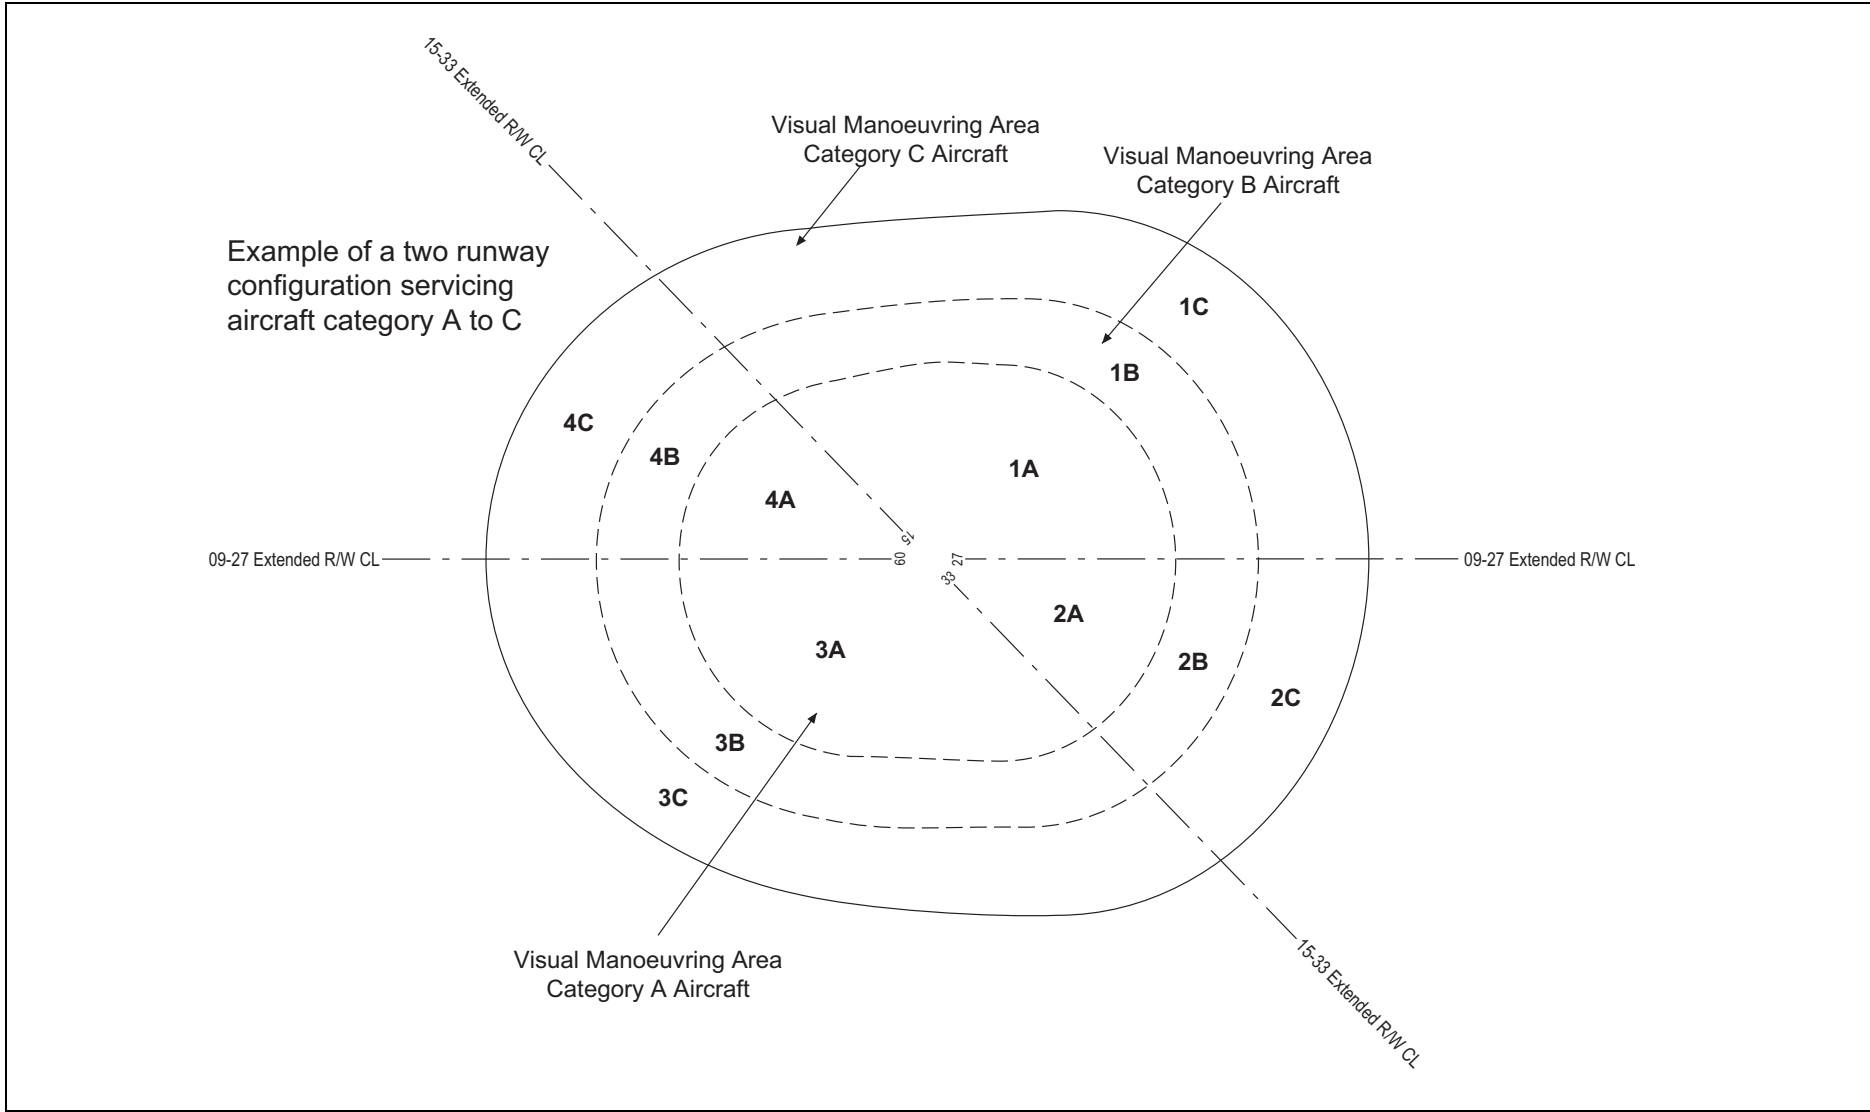 15-33 Extended R/W CL
Visual Manoeuvring Area
Category C Aircraft
Visual Manoeuvring Area
Category B Aircraft
Example of a two runway
configuration servicing
aircraft category A to C
1C
1B
4C
4B
1A
4A
15
09-27 Extended R/W CL
09
27
09-27 Extended R/W CL
33
2A
3A
2B
2C
3B
3C
Visual Manoeuvring Area
Category A Aircraft
15-33 Extended R/W CL